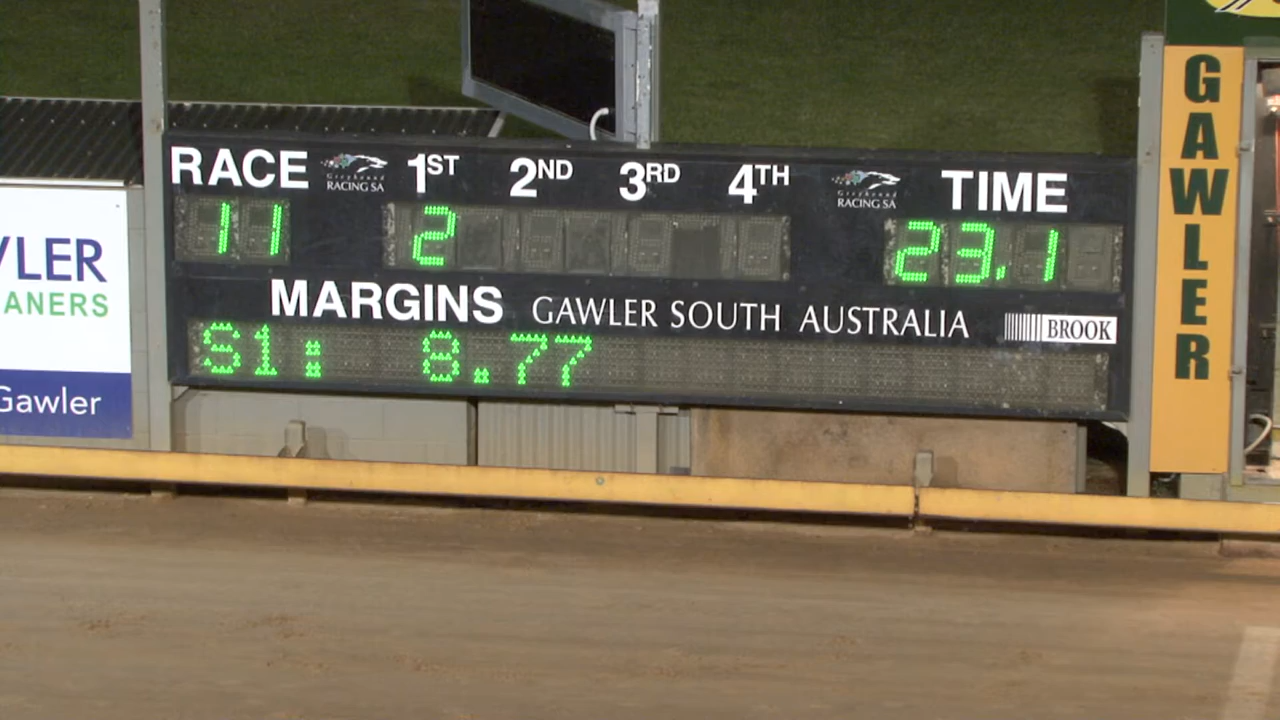 RACE
Greyhound
RACING SA
1ST 2ND 3RD 4TH
Greyhound
RACING SA
TIME
11 2 23.1
MARGINS GAWLER SOUTH AUSTRALIA BROOK
S1: 8.77
GAWLER
VLER
ANERS
Gawler